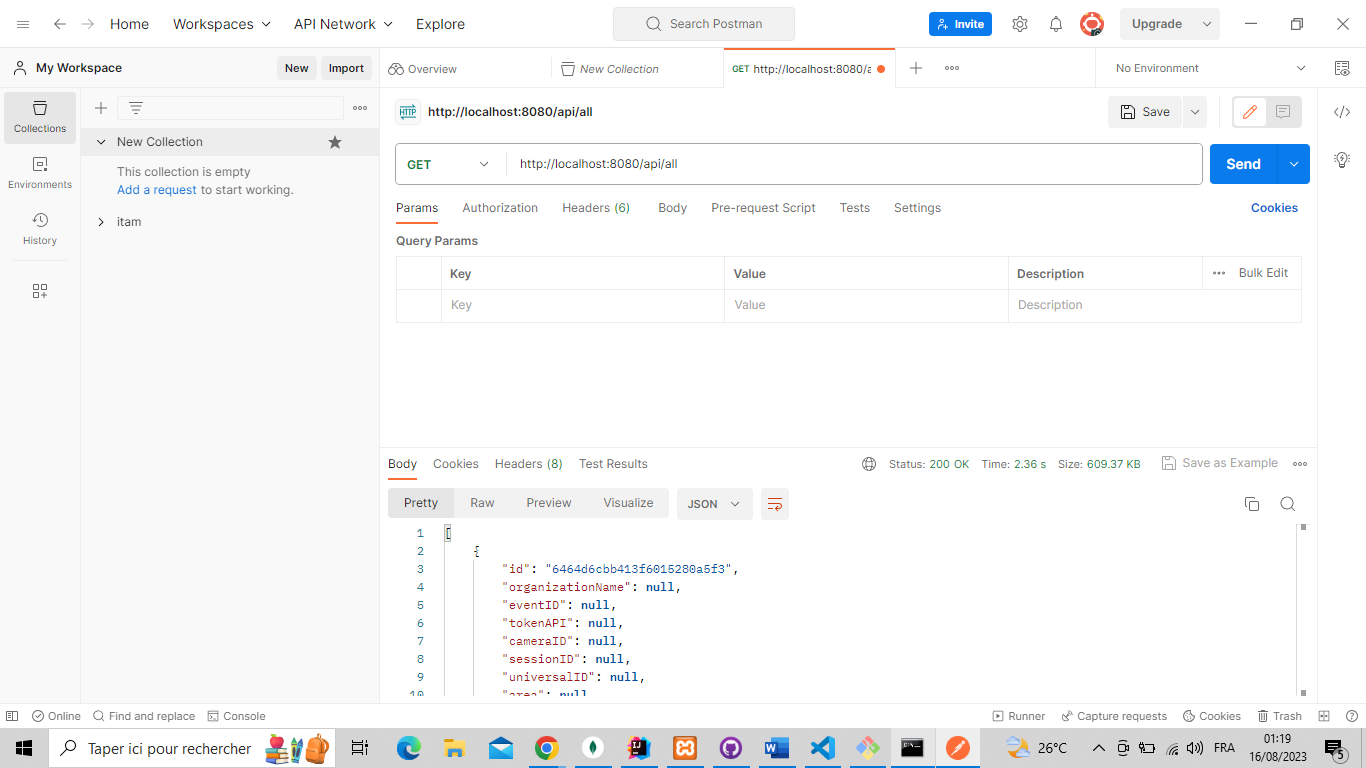 Home Workspaces API Network Explore Search Postman Invite Upgrade
My Workspace New Import Overview New Collection GET http://localhost:8080/a No Environment
Collections
Environments
History
New Collection
This collection is empty
Add a request to start working.
itam
HTTP http://localhost:8080/api/all Save
GET http://localhost:8080/api/all Send
Params Authorization Headers (6) Body Pre-request Script Tests Settings Cookies
Query Params
Key Value Description Bulk Edit
Key Value Description
Body Cookies Headers (8) Test Results Status: 200 OK Time: 2.36 s Size: 609.37 KB Save as Example
Pretty Raw Preview Visualize JSON
1 [
2 {
3 "id": "6464d6cbb413f6015280a5f3",
4 "organizationName": null,
5 "eventID": null,
6 "tokenAPI": null,
7 "cameraID": null,
8 "sessionID": null,
9 "universalID": null,
10 "area": null
Online Find and replace Console Runner Capture requests Cookies Trash
Taper ici pour rechercher 26°C FRA 01:19
16/08/2023 5